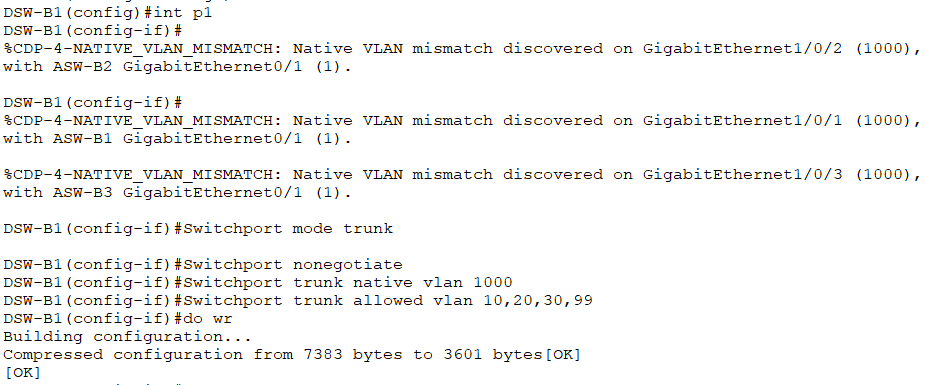 DSW-B1(config)#int p1
DSW-B1(config-if)#
%CDP-4-NATIVE_VLAN_MISMATCH: Native VLAN mismatch discovered on GigabitEthernet1/0/2 (1000),
with ASW-B2 GigabitEthernet0/1 (1).
DSW-B1(config-if)#
%CDP-4-NATIVE_VLAN_MISMATCH: Native VLAN mismatch discovered on GigabitEthernet1/0/1 (1000),
with ASW-B1 GigabitEthernet0/1 (1).
%CDP-4-NATIVE_VLAN_MISMATCH: Native VLAN mismatch discovered on GigabitEthernet1/0/3 (1000),
with ASW-B3 GigabitEthernet0/1 (1).
DSW-B1(config-if)#Switchport mode trunk
DSW-B1(config-if)#Switchport nonegotiate
DSW-B1(config-if)#Switchport trunk native vlan 1000
DSW-B1(config-if)#Switchport trunk allowed vlan 10,20,30,99
DSW-B1(config-if)#do wr
Building configuration...
Compressed configuration from 7383 bytes to 3601 bytes[OK]
[OK]